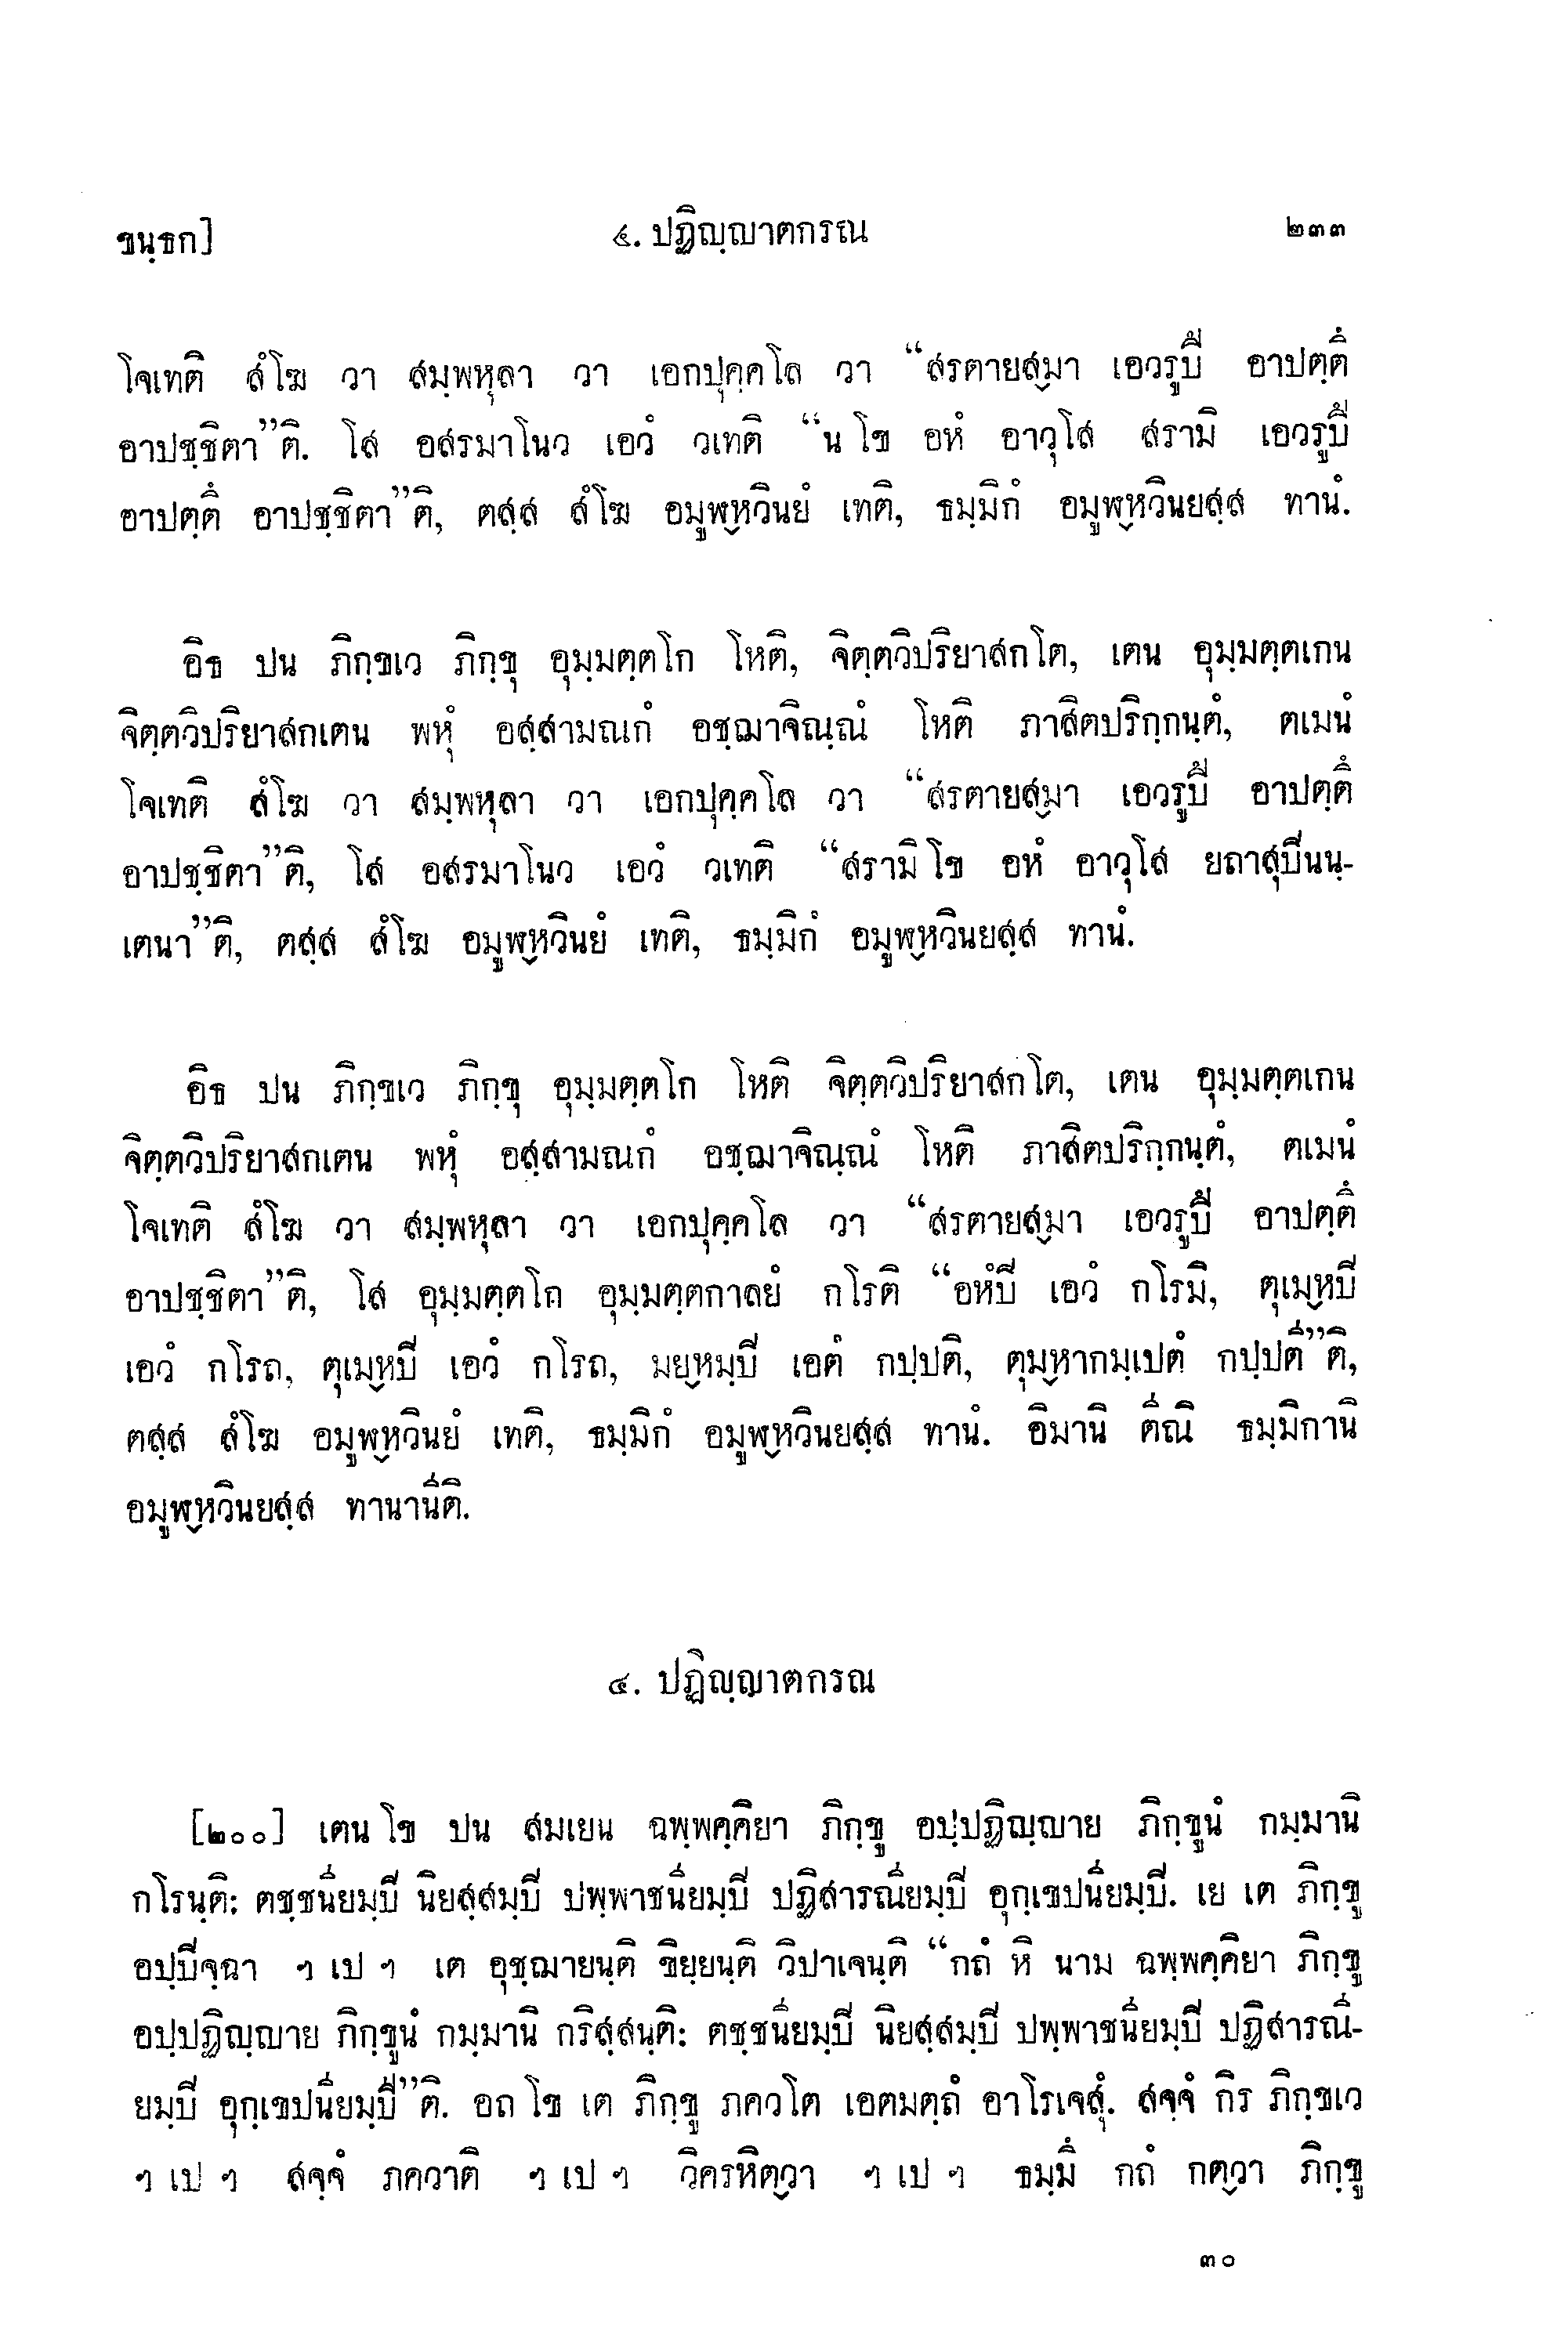 ขนฺธก]
๔. ปฏิญฺญาตกรณ
๒๓๓
โจเทติ สํโฆ วา สมฺพหุลา วา เอกปุคฺคโล วา “สรตายสฺมา เอวรูปึ อาปตฺตึ
อาปชฺชิตา”ติ. โส อสรมาโนว เอวํ วเทติ “น โข อหํ อาวุโส สรามิ เอวรูปึ
อาปตฺตึ อาปชฺชิตา”ติ, ตสฺส สํโฆ อมูฬฺหวินยํ เทติ, ธมฺมิกํ อมูฬฺหวินยสฺส ทานํ.
อิธ ปน ภิกฺขเว ภิกฺขุ อุมฺมตฺตโก โหติ, จิตฺตวิปริยาสกโต, เตน อุมฺมตฺตเกน
จิตฺตวิปริยาสกเตน พหุํ อสฺสามณกํ อชฺฌาจิณฺณํ โหติ ภาสิตปริกฺกนฺตํ, ตเมนํ
โจเทติ สํโฆ วา สมฺพหุลา วา เอกปุคฺคโล วา “สรตายสฺมา เอวรูปึ อาปตฺตึ
อาปชฺชิตา”ติ, โส อสรมาโนว เอวํ วเทติ “สรามิ โข อหํ อาวุโส ยถาสุปินนฺ-
เตนา”ติ, ตสฺส สํโฆ อมูฬฺหวินยํ เทติ, ธมฺมิกํ อมูฬฺหวินยสฺส ทานํ.
อิธ ปน ภิกฺขเว ภิกฺขุ อุมฺมตฺตโก โหติ จิตฺตวิปริยาสกโต, เตน อุมฺมตฺตเกน
จิตฺตวิปริยาสกเตน พหุํ อสฺสามณกํ อชฺฌาจิณฺณํ โหติ ภาสิตปริกฺกนฺตํ, ตเมนํ
โจเทติ สํโฆ วา สมฺพหุลา วา เอกปุคฺคโล วา “สรตายสฺมา เอวรูปึ อาปตฺตึ
อาปชฺชิตา”ติ, โส อุมฺมตฺตโก อุมฺมตฺตกาลยํ กโรติ “อหํปิ เอวํ กโรมิ, ตุเมฺหปิ
เอวํ กโรถ, ตุเมฺหปิ เอวํ กโรถ, มยฺหมฺปิ เอตํ กปฺปติ, ตุมฺหากมฺเปตํ กปฺปตี”ติ,
ตสฺส สํโฆ อมูฬฺหวินยํ เทติ, ธมฺมิกํ อมูฬฺหวินยสฺส ทานํ. อิมานิ ตีณิ ธมฺมิกานิ
อมูฬฺหวินยสฺส ทานานีติ.
๔. ปฏิญฺญาตกรณ
[๒๐๐] เตน โข ปน สมเยน ฉพฺพคฺคิยา ภิกฺขู อปฺปฏิญฺญาย ภิกฺขูนํ กมฺมานิ
กโรนฺติ: ตชฺชนียมฺปิ นิยสฺสมฺปิ ปพฺพาชนียมฺปิ ปฏิสารณียมฺปิ อุกฺเขปนียมฺปิ. เย เต ภิกฺขู
อปฺปิจฺฉา ฯ เป ฯ เต อุชฺฌายนฺติ ขิยฺยนฺติ วิปาเจนฺติ “กถํ หิ นาม ฉพฺพคฺคิยา ภิกฺขู
อปฺปฏิญฺญาย ภิกฺขูนํ กมฺมานิ กริสฺสนฺติ: ตชฺชนียมฺปิ นิยสฺสมฺปิ ปพฺพาชนียมฺปิ ปฏิสารณี-
ยมฺปิ อุกฺเขปนียมฺปี”ติ. อถ โข เต ภิกฺขู ภควโต เอตมตฺถํ อาโรเจสุํ. สจฺจํ กิร ภิกฺขเว
ฯ เป ฯ สจฺจํ ภควาติ ฯ เป ฯ วิครหิตฺวา ฯ เป ฯ ธมฺมึ กถํ กตฺวา ภิกฺขู
๓๐